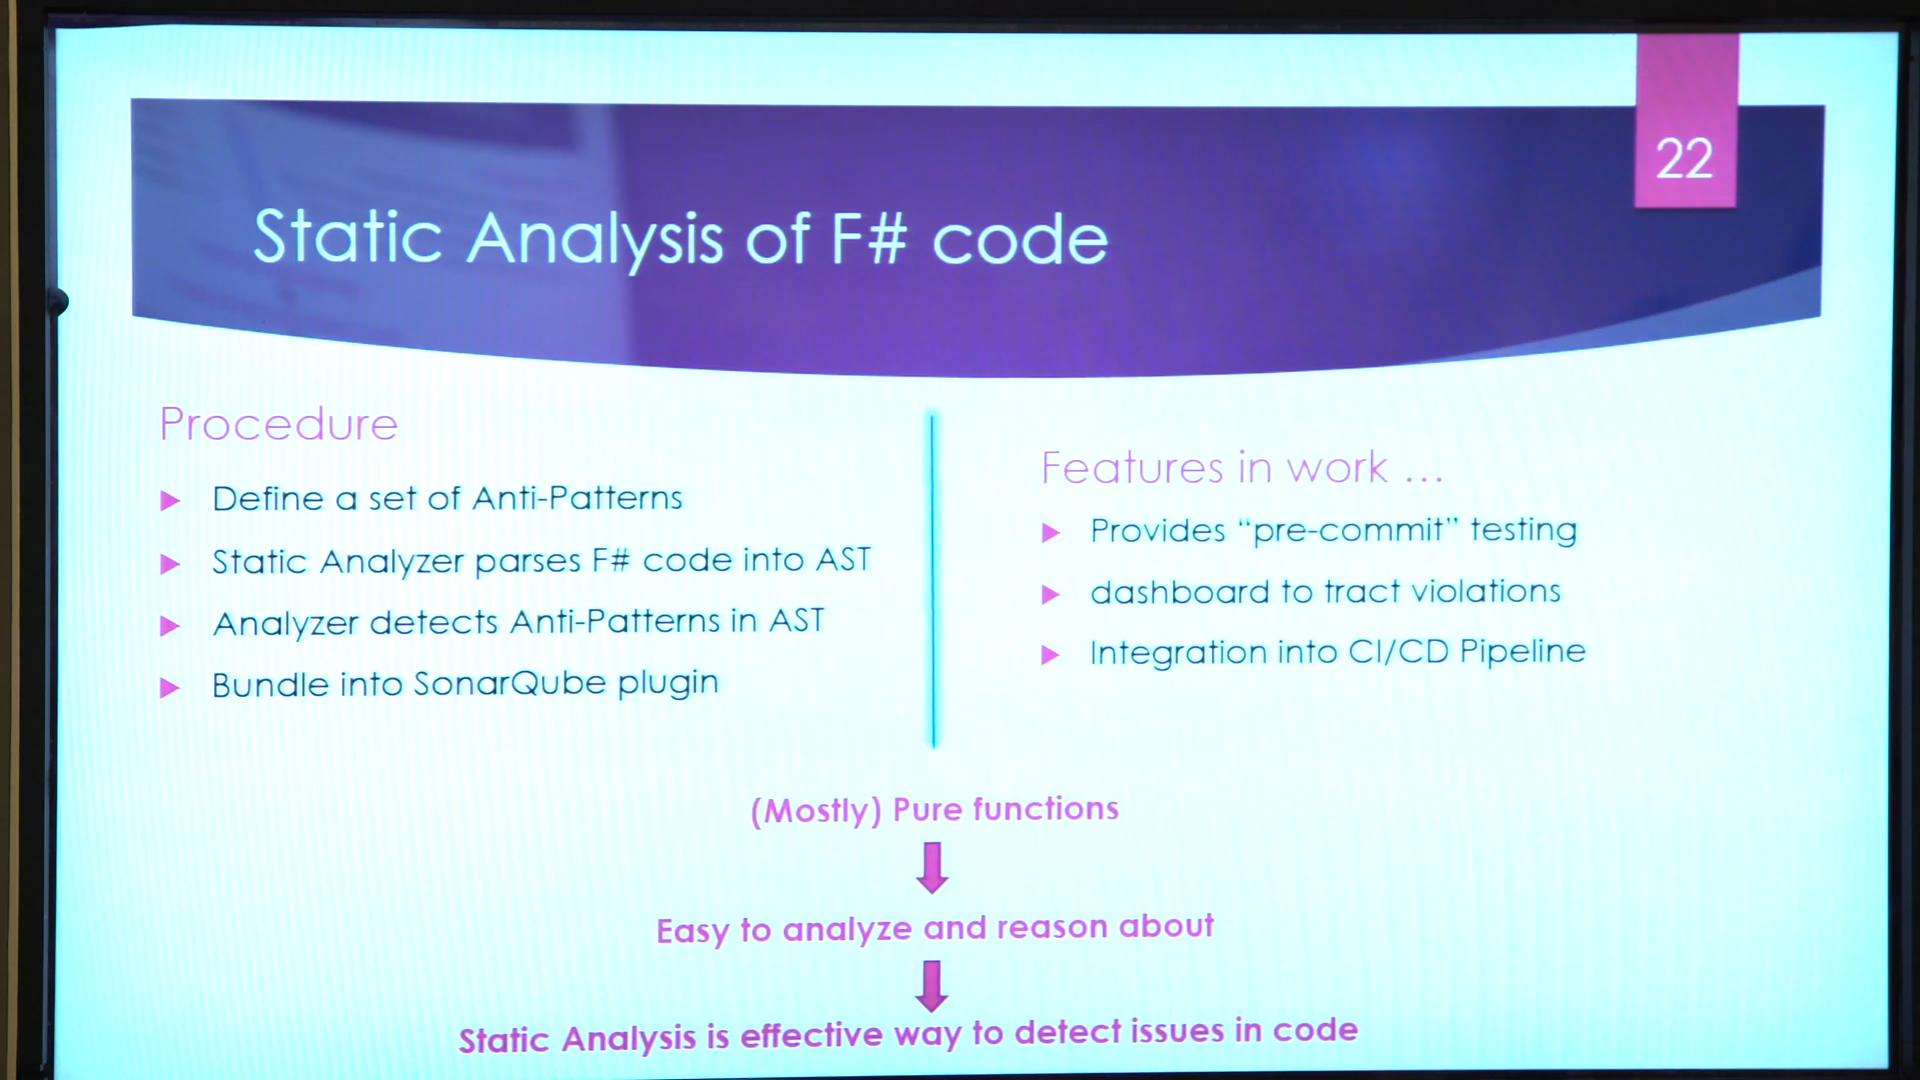 22
Static Analysis of F# code
Procedure
Define a set of Anti-Patterns
Static Analyzer parses F# code into AST
Analyzer detects Anti-Patterns in AST
Bundle into SonarQube plugin
Features in work ...
Provides “pre-commit” testing
dashboard to tract violations
Integration into CI/CD Pipeline
(Mostly) Pure functions
Easy to analyze and reason about
Static Analysis is effective way to detect issues in code